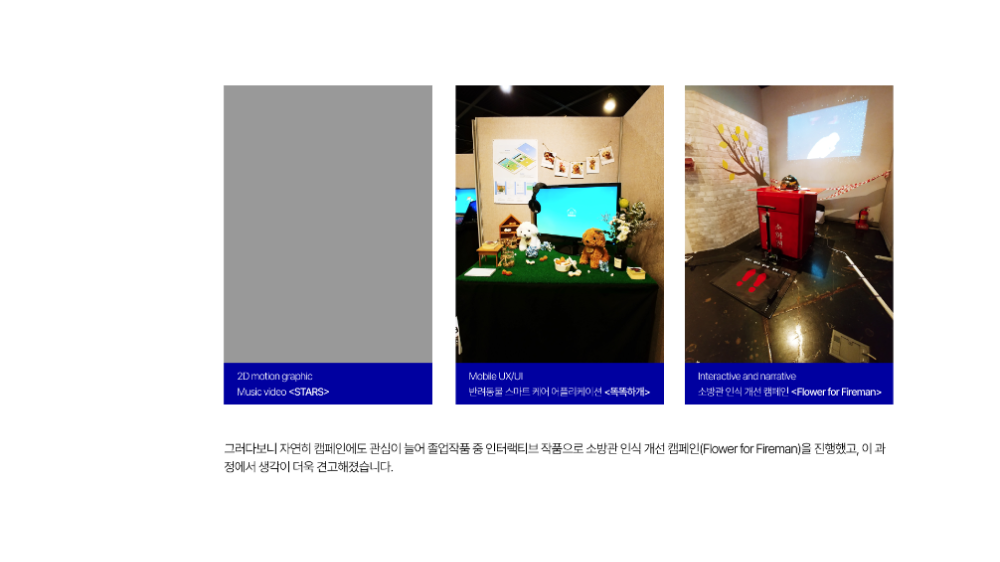 2D motion graphic
Music video <STARS>
Mobile UX/UI
반려동물 스마트 케어 어플리케이션 <똑똑하개>
Interactive and narrative
소방관 인식 개선 캠페인 <Flower for Fireman>
그러다보니 자연히 캠페인에도 관심이 늘어 졸업작품 중 인터랙티브 작품으로 소방관 인식 개선 캠페인(Flower for Fireman)을 진행했고, 이 과
정에서 생각이 더욱 견고해졌습니다.